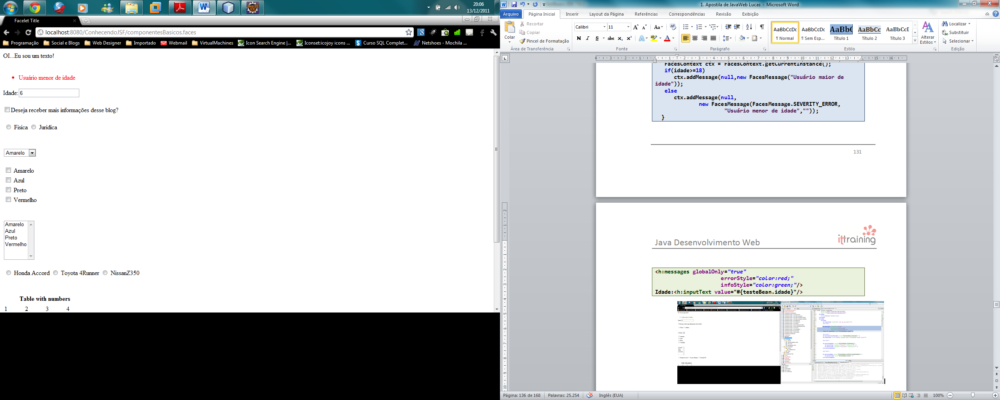 20:06
13/12/2011
Facelet Title
localhost:8080/ConhecendoJSF/componentesBasicos.faces
Programação Social e Blogs Web Designer Importado Webmail VirtualMachines Icon Search Engine |... Iconset:icojoy icons ... Curso SQL Complet... Netshoes - Mochila ...
OI...Eu sou um texto!
Usuário menor de idade
Idade: 6
Deseja receber mais informações desse blog?
Fisica Juridica
Amarelo
Amarelo
Azul
Preto
Vermelho
Amarelo
Azul
Preto
Vermelho
Honda Accord Toyota 4Runner NissanZ350
Table with numbers
1 2 3 4
1. Apostila de JavaWeb Lucas - Microsoft Word
Arquivo Página Inicial Inserir Layout da Página Referências Correspondências Revisão Exibição
Colar
Recortar
Copiar
Pincel de Formatação
Área de Transferência
Calibri 11
Fonte
Parágrafo
AaBbCcDc AaBbCcDc AaBbC AaBbCc AaBbCcI
¶ Normal ¶ Sem Esp... Título 1 Título 2 Título 3
Alterar Estilos
Estilo
Localizar
Substituir
Selecionar
Edição
FacesContext ctx = FacesContext.getCurrentInstance();
if(idade>=18)
ctx.addMessage(null,new FacesMessage("Usuário maior de
idade"));
else
ctx.addMessage(null,
new FacesMessage(FacesMessage.SEVERITY_ERROR,
"Usuário menor de idade",""));
}
131
Java Desenvolvimento Web
ittraining
<h:messages globalOnly="true"
errorStyle="color:red;"
infoStyle="color:green;"/>
Idade:<h:inputText value="#{testeBean.idade}"/>
Página: 136 de 168 Palavras: 25.254 Inglês (EUA) 100%